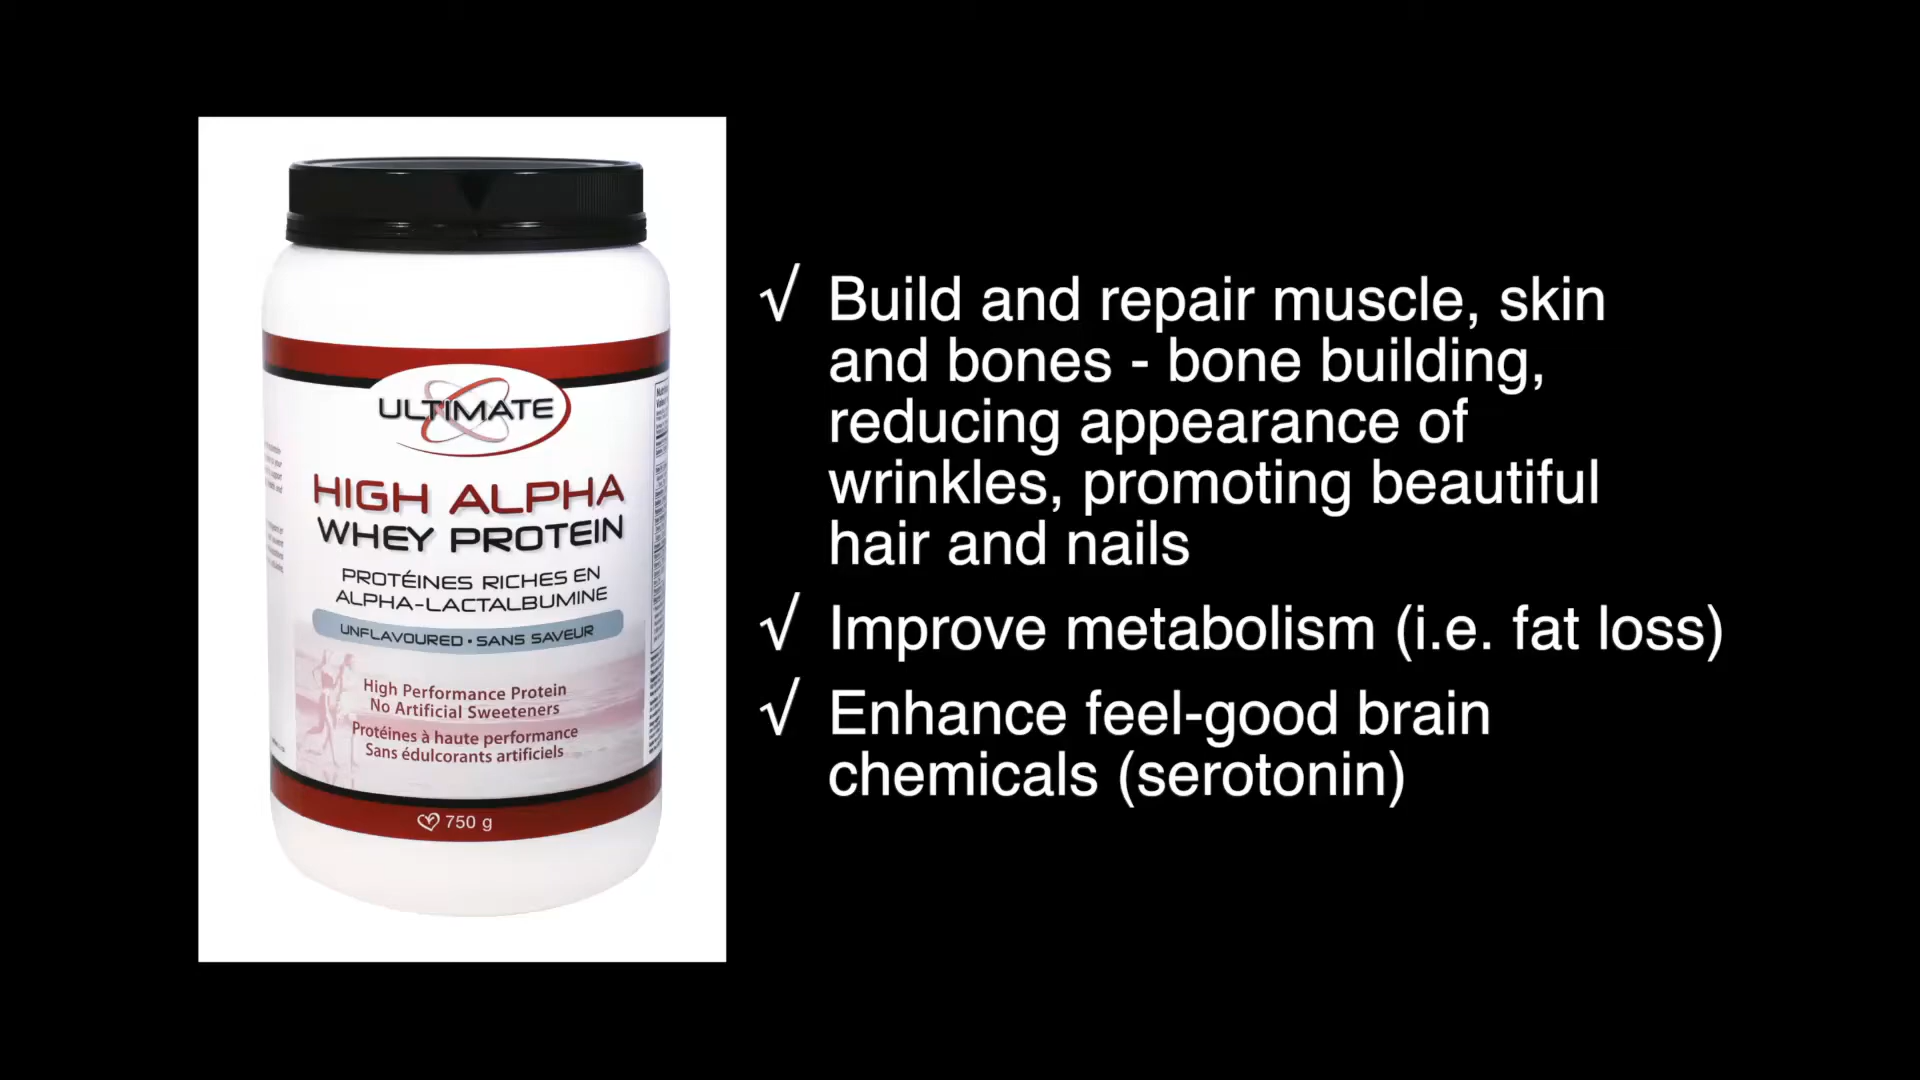 ULTIMATE
HIGH ALPHA
WHEY PROTEIN
PROTÉINES RICHES EN
ALPHA-LACTALBUMINE
UNFLAVOURED • SANS SAVEUR
High Performance Protein
No Artificial Sweeteners
Protéines à haute performance
Sans édulcorants artificiels
750 g
√ Build and repair muscle, skin
and bones - bone building,
reducing appearance of
wrinkles, promoting beautiful
hair and nails
√ Improve metabolism (i.e. fat loss)
√ Enhance feel-good brain
chemicals (serotonin)